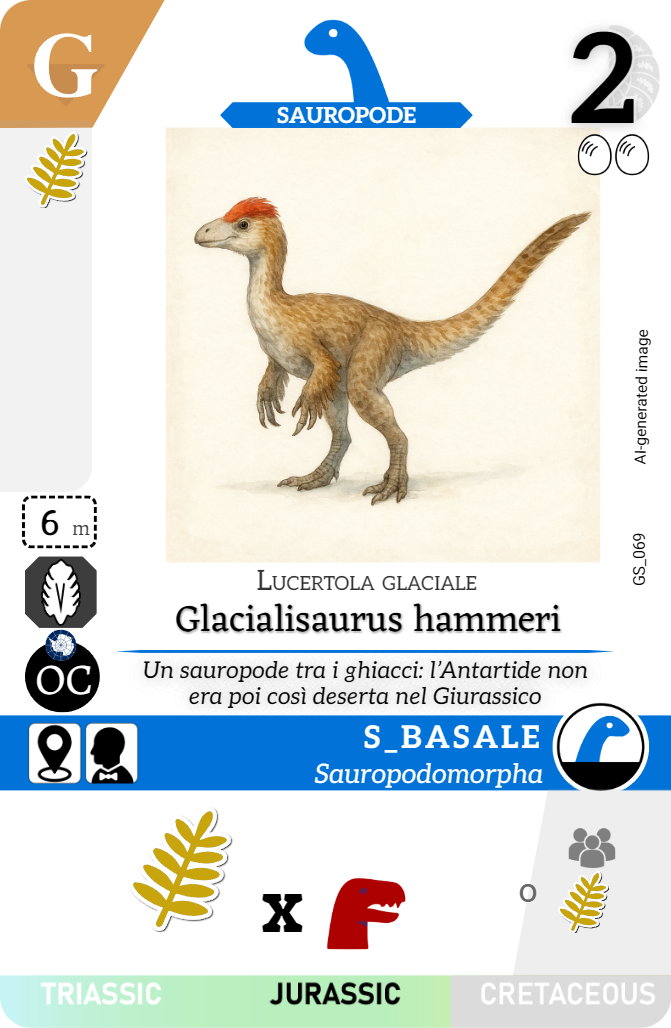 G
SAUROPODE
2
AI-generated image
GS_069
6 m
OC
Lucertola glaciale
Glacialisaurus hammeri
Un sauropode tra i ghiacci: l'Antartide non
era poi così deserta nel Giurassico
S_BASALE
Sauropodomorpha
x
o
TRIASSIC JURASSIC CRETACEOUS